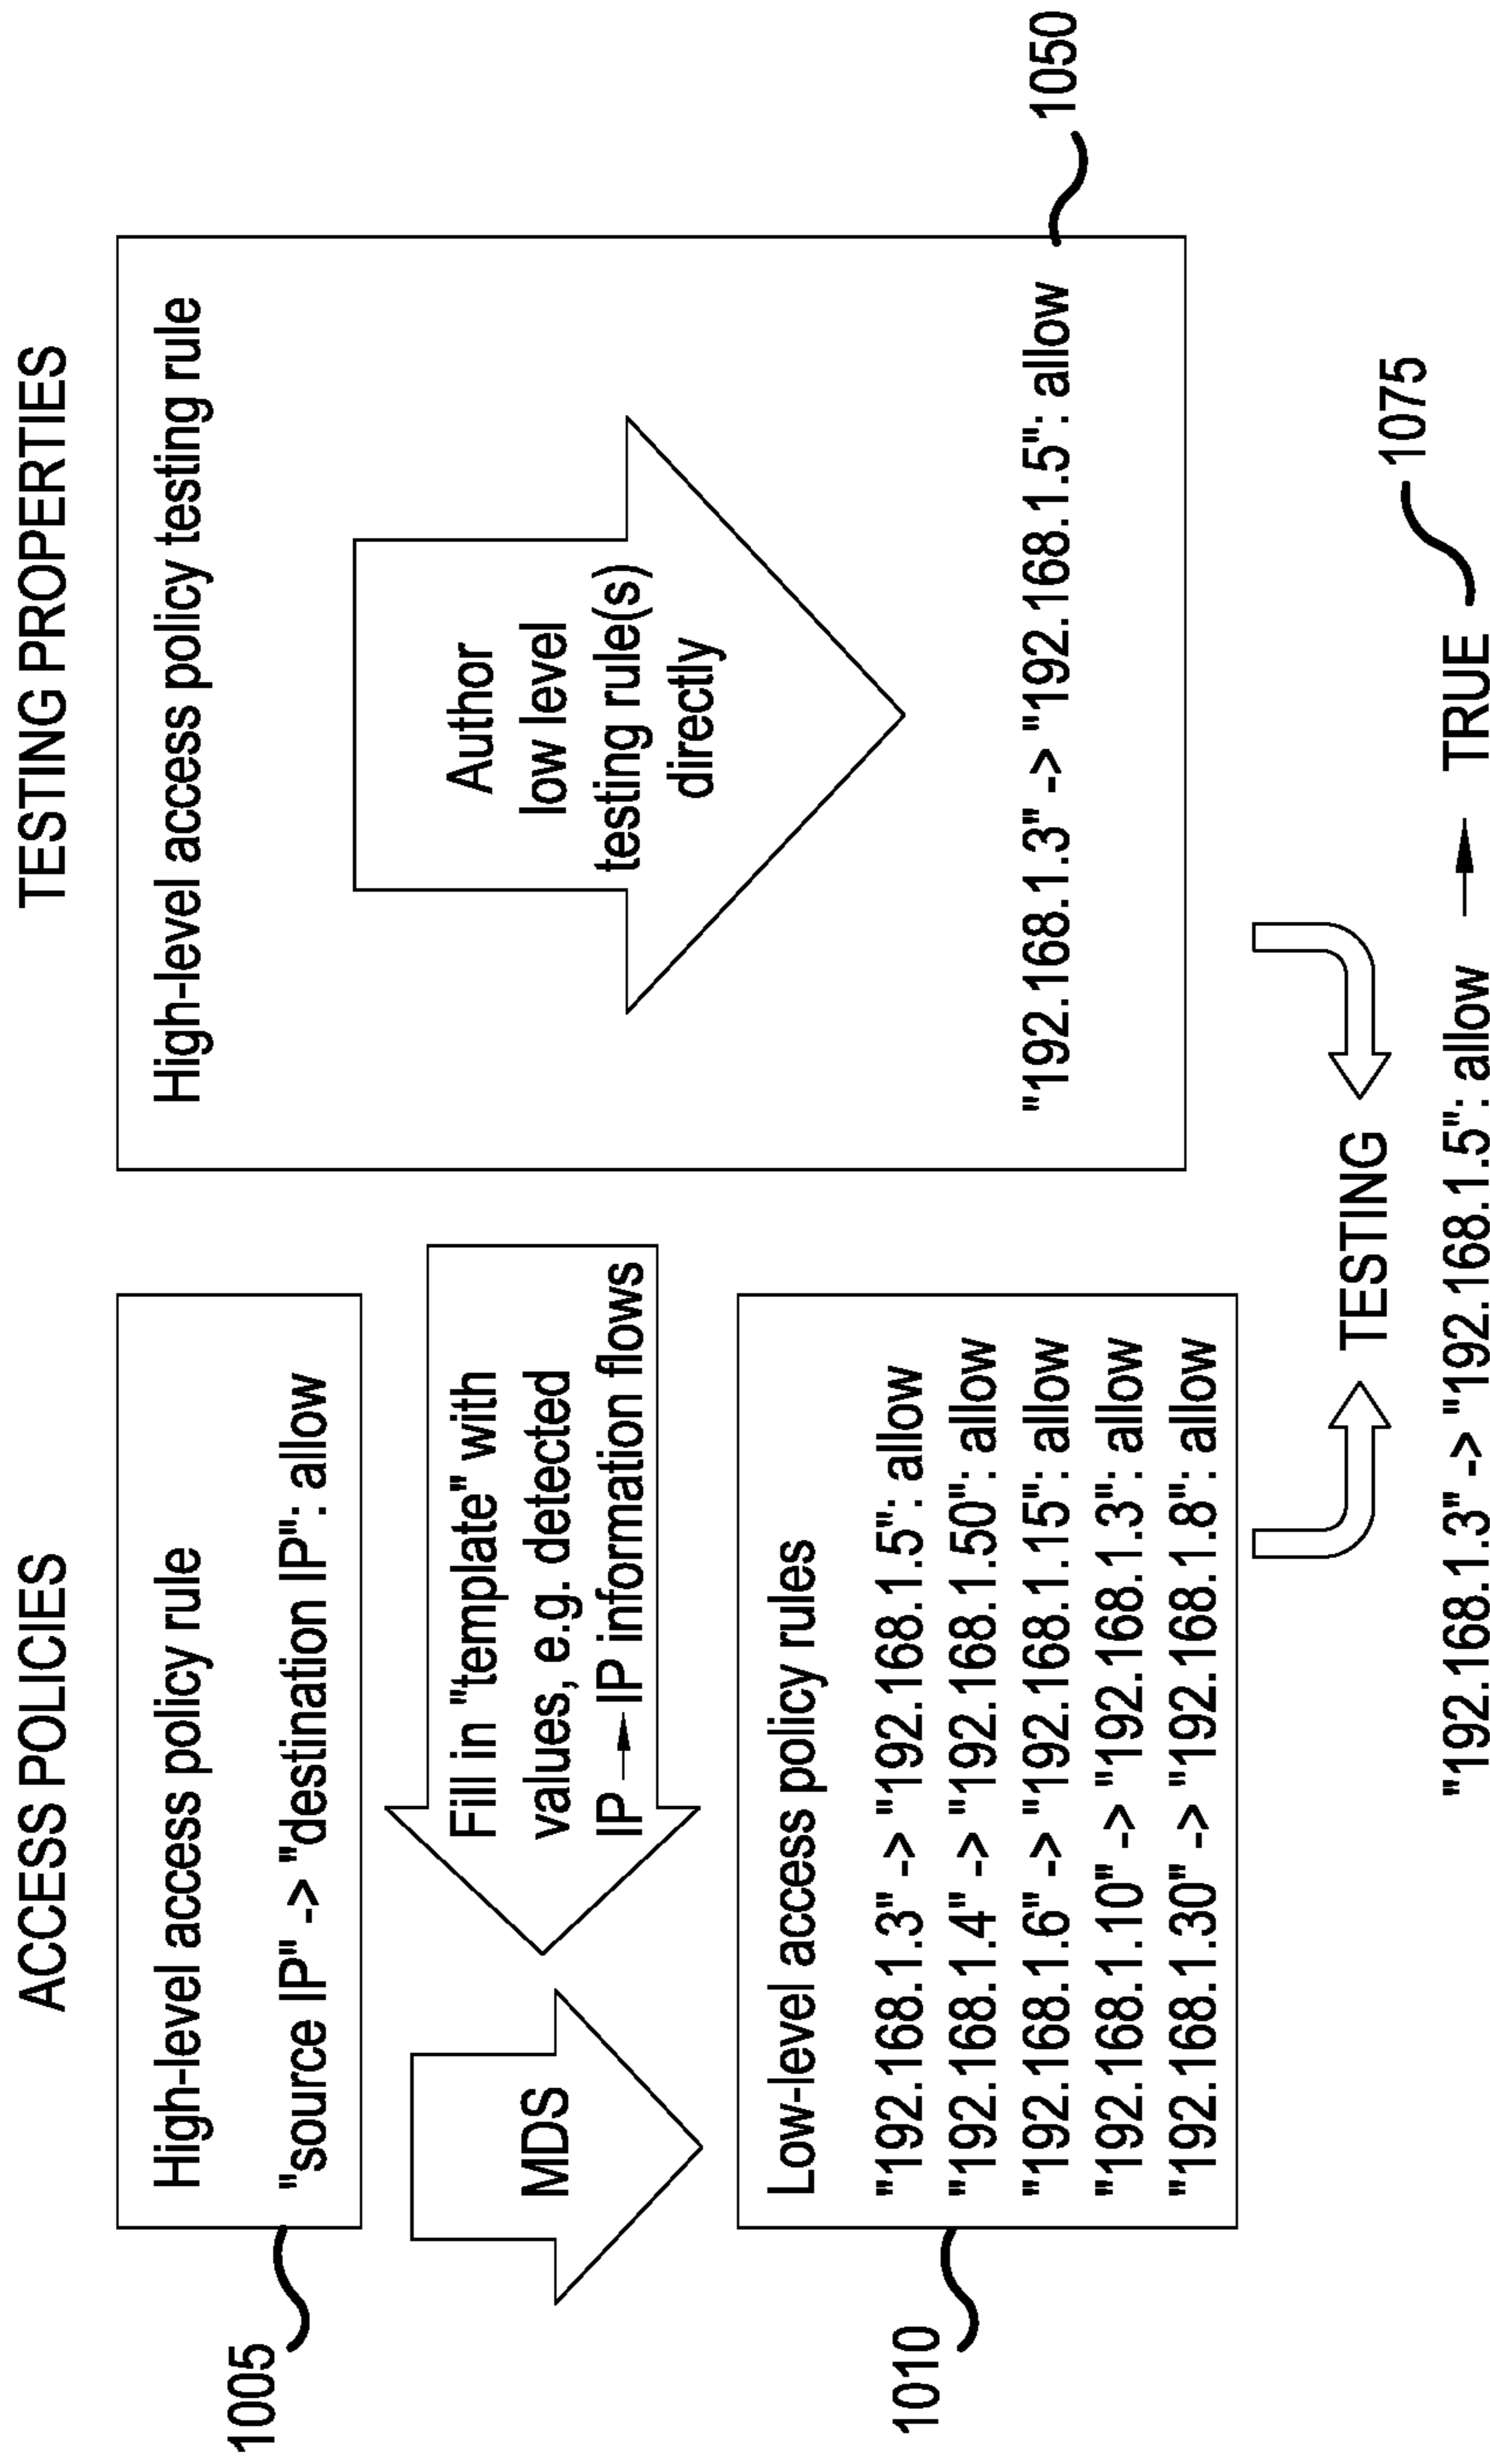 ACCESS POLICIES
High-level access policy rule
"source IP" -> "destination IP": allow
1005
MDS
Fill in "template" with
values, e.g. detected
IP → IP information flows
Low-level access policy rules
"192.168.1.3" -> "192.168.1.5": allow
"192.168.1.4" -> "192.168.1.50": allow
"192.168.1.6" -> "192.168.1.15": allow
"192.168.1.10" -> "192.168.1.3": allow
"192.168.1.30" -> "192.168.1.8": allow
1010
TESTING PROPERTIES
High-level access policy testing rule
Author
low level
testing rule(s)
directly
"192.168.1.3" -> "192.168.1.5": allow
1050
TESTING
"192.168.1.3" -> "192.168.1.5": allow → TRUE
1075